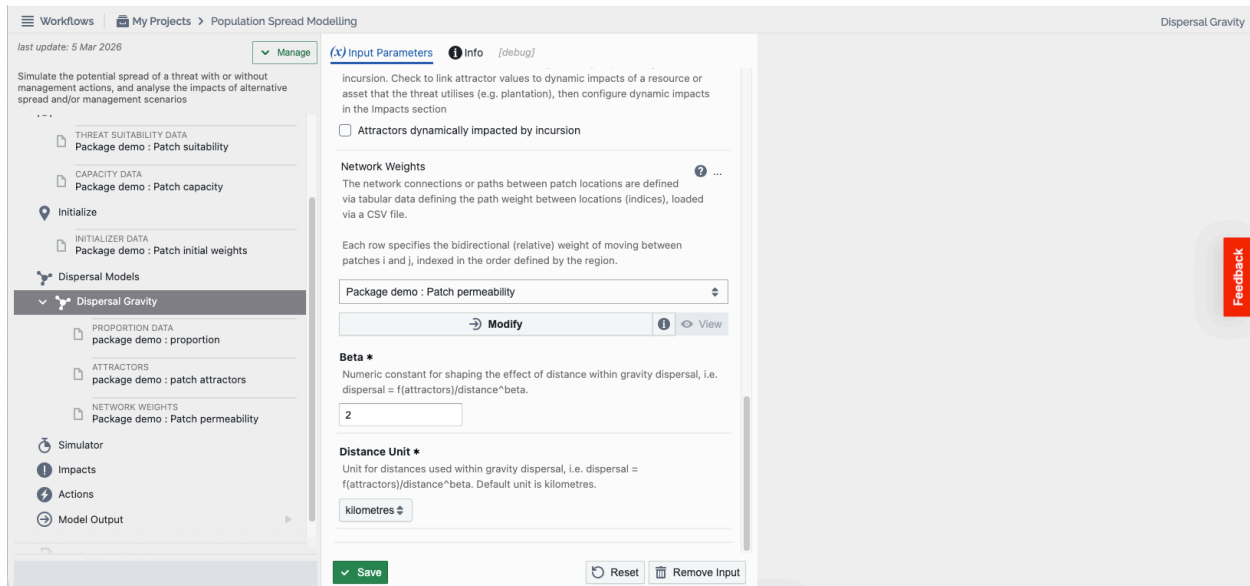 Workflows
My Projects > Population Spread Modelling
Dispersal Gravity
last update: 5 Mar 2026
Manage
Simulate the potential spread of a threat with or without
management actions, and analyse the impacts of alternative
spread and/or management scenarios
THREAT SUITABILITY DATA
Package demo : Patch suitability
CAPACITY DATA
Package demo : Patch capacity
Initialize
INITIALIZER DATA
Package demo : Patch initial weights
Dispersal Models
Dispersal Gravity
PROPORTION DATA
package demo : proportion
ATTRACTORS
package demo : patch attractors
NETWORK WEIGHTS
Package demo : Patch permeability
Simulator
Impacts
Actions
Model Output
(x) Input Parameters
Info
[debug]
incursion. Check to link attractor values to dynamic impacts of a resource or
asset that the threat utilises (e.g. plantation), then configure dynamic impacts
in the Impacts section
Attractors dynamically impacted by incursion
Network Weights
? ...
The network connections or paths between patch locations are defined
via tabular data defining the path weight between locations (indices), loaded
via a CSV file.
Each row specifies the bidirectional (relative) weight of moving between
patches i and j, indexed in the order defined by the region.
Package demo : Patch permeability
Modify
View
Beta *
Numeric constant for shaping the effect of distance within gravity dispersal, i.e.
dispersal = f(attractors)/distance^beta.
2
Distance Unit *
Unit for distances used within gravity dispersal, i.e. dispersal =
f(attractors)/distance^beta. Default unit is kilometres.
kilometres
Save
Reset
Remove Input
Feedback